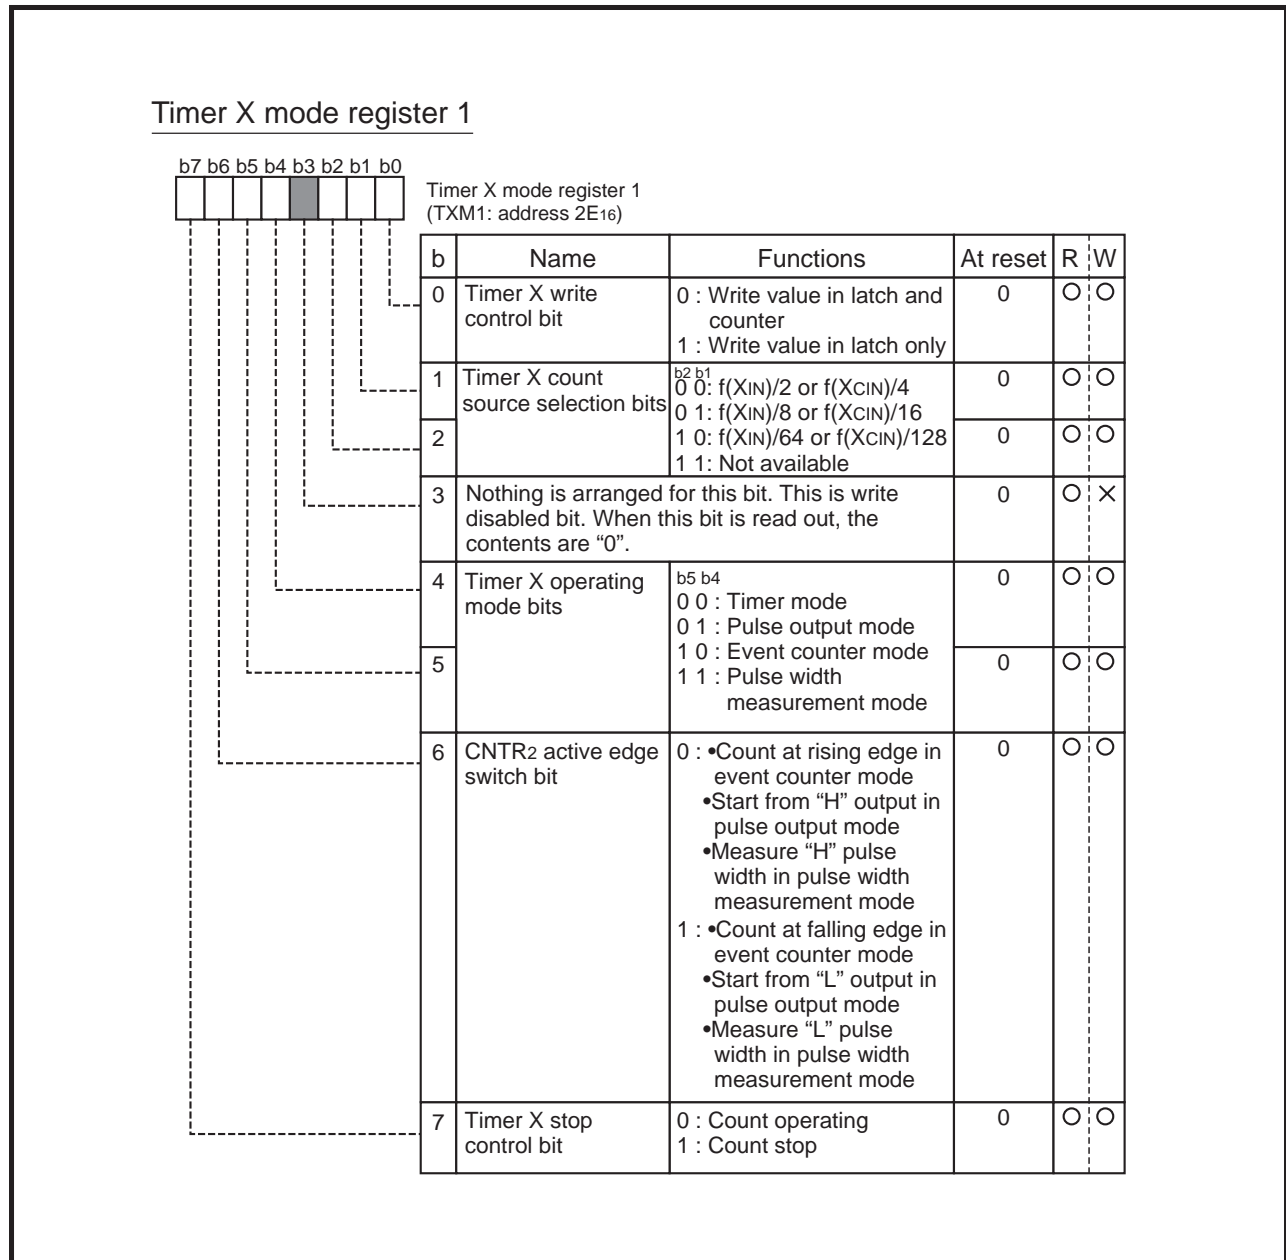 Timer X mode register 1
b7 b6 b5 b4 b3 b2 b1 b0
Timer X mode register 1
(TXM1: address 2E16)
b Name Functions At reset R W
0 Timer X write control bit 0 : Write value in latch and counter 0 O O
1 : Write value in latch only
1 Timer X count source selection bits b2 b1 0 O O
0 0: f(XIN)/2 or f(XCIN)/4
0 1: f(XIN)/8 or f(XCIN)/16
2 1 0: f(XIN)/64 or f(XCIN)/128 0 O O
1 1: Not available
3 Nothing is arranged for this bit. This is write 0 O ×
disabled bit. When this bit is read out, the
contents are “0”.
4 Timer X operating mode bits b5 b4 0 O O
0 0 : Timer mode
0 1 : Pulse output mode
1 0 : Event counter mode
5 1 1 : Pulse width 0 O O
measurement mode
6 CNTR2 active edge switch bit 0 : •Count at rising edge in 0 O O
event counter mode
•Start from “H” output in
pulse output mode
•Measure “H” pulse
width in pulse width
measurement mode
1 : •Count at falling edge in
event counter mode
•Start from “L” output in
pulse output mode
•Measure “L” pulse
width in pulse width
measurement mode
7 Timer X stop control bit 0 : Count operating 0 O O
1 : Count stop